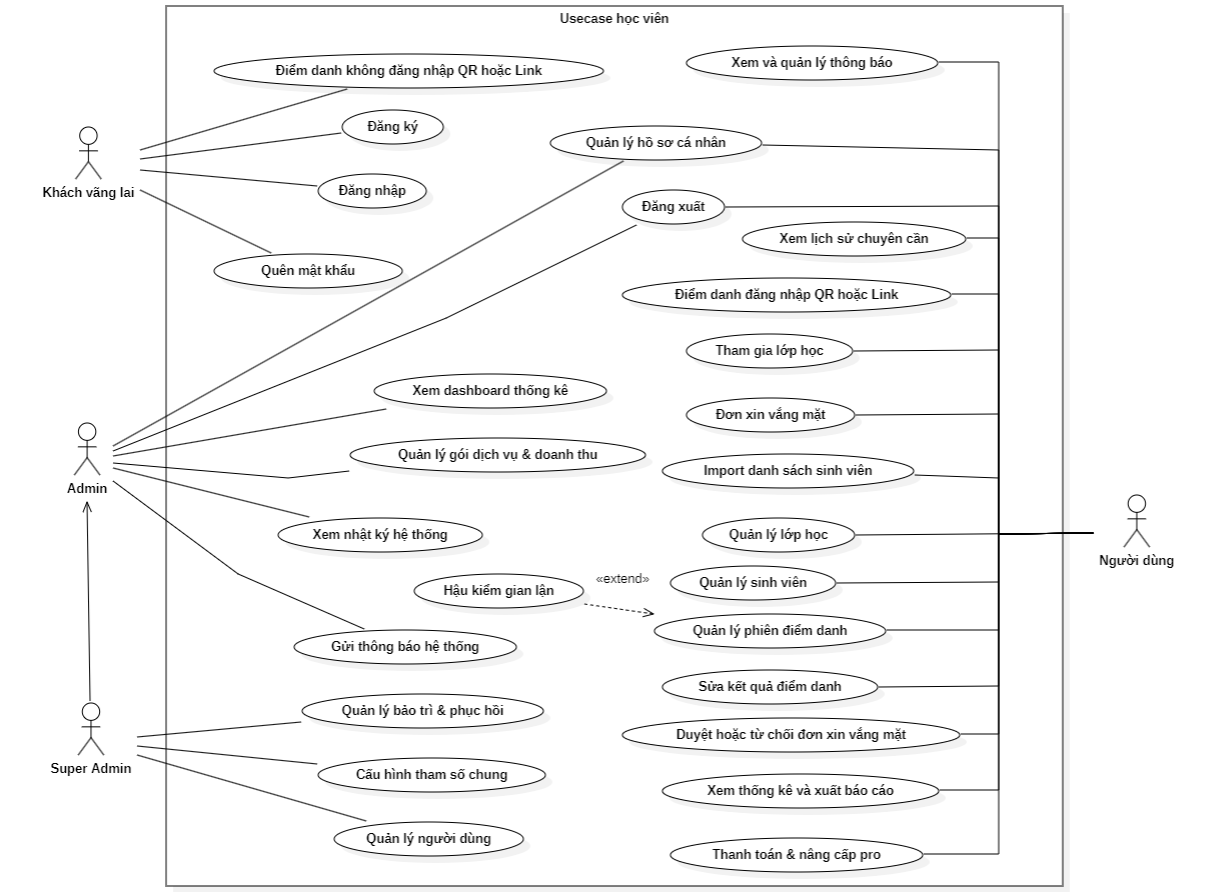 Usecase học viên
Điểm danh không đăng nhập QR hoặc Link
Xem và quản lý thông báo
Đăng ký
Quản lý hồ sơ cá nhân
Khách vãng lai
Đăng nhập
Đăng xuất
Xem lịch sử chuyên cần
Quên mật khẩu
Điểm danh đăng nhập QR hoặc Link
Tham gia lớp học
Xem dashboard thống kê
Đơn xin vắng mặt
Quản lý gói dịch vụ & doanh thu
Import danh sách sinh viên
Admin
Xem nhật ký hệ thống
Quản lý lớp học
Người dùng
«extend»
Hậu kiểm gian lận
Quản lý sinh viên
Quản lý phiên điểm danh
Gửi thông báo hệ thống
Sửa kết quả điểm danh
Quản lý bảo trì & phục hồi
Duyệt hoặc từ chối đơn xin vắng mặt
Super Admin
Cấu hình tham số chung
Xem thống kê và xuất báo cáo
Quản lý người dùng
Thanh toán & nâng cấp pro